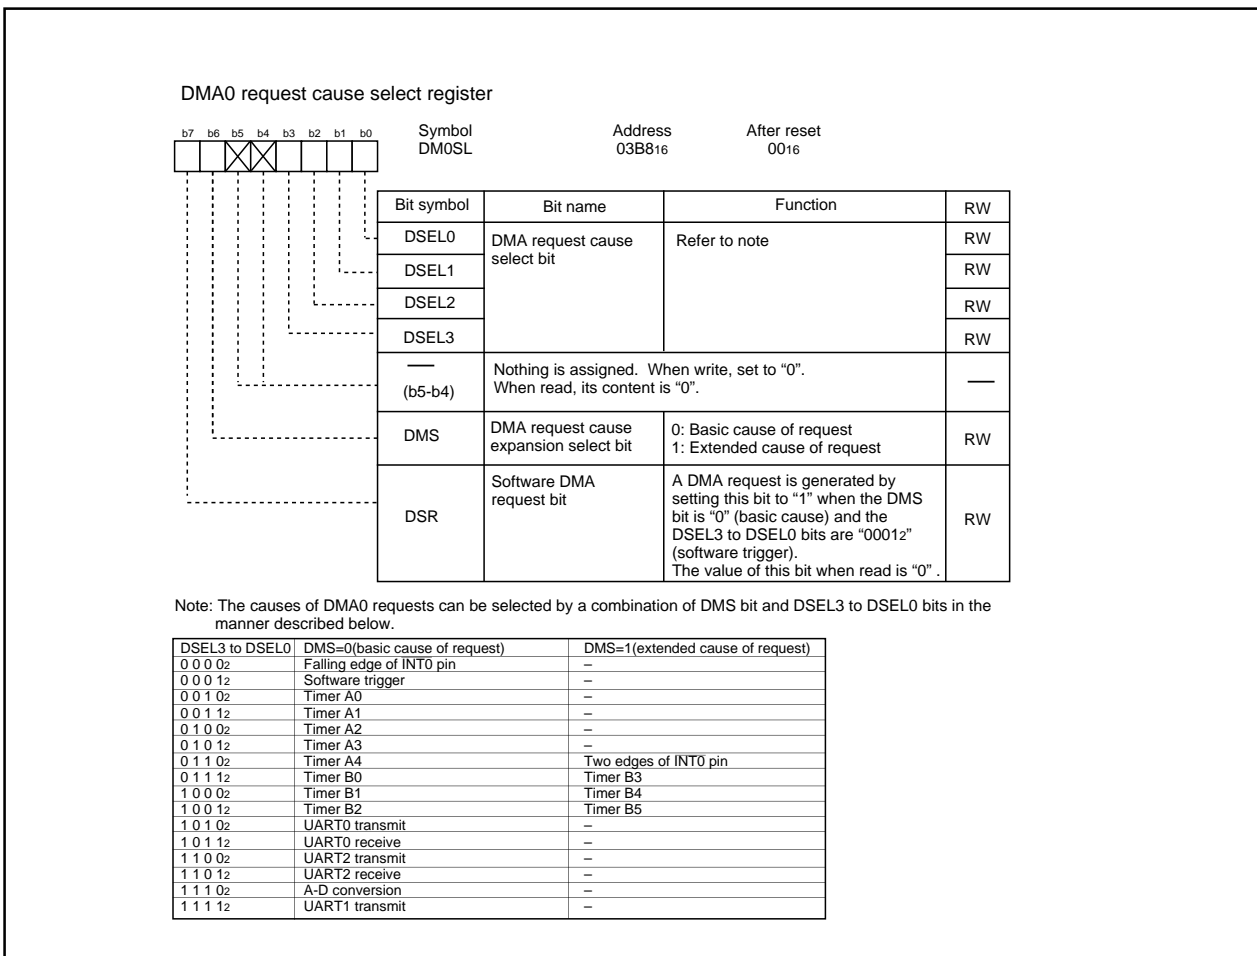 DMA0 request cause select register
b7 b6 b5 b4 b3 b2 b1 b0
Symbol Address After reset
DM0SL 03B816 0016
Bit symbol Bit name Function RW
DSEL0 DMA request cause select bit Refer to note RW
DSEL1 RW
DSEL2 RW
DSEL3 RW
— (b5-b4) Nothing is assigned. When write, set to “0”. —
When read, its content is “0”.
DMS DMA request cause expansion select bit 0: Basic cause of request RW
1: Extended cause of request
DSR Software DMA request bit A DMA request is generated by RW
setting this bit to “1” when the DMS
bit is “0” (basic cause) and the
DSEL3 to DSEL0 bits are “00012”
(software trigger).
The value of this bit when read is “0” .
Note: The causes of DMA0 requests can be selected by a combination of DMS bit and DSEL3 to DSEL0 bits in the
manner described below.
DSEL3 to DSEL0 DMS=0(basic cause of request) DMS=1(extended cause of request)
0 0 0 02 Falling edge of INT0 pin –
0 0 0 12 Software trigger –
0 0 1 02 Timer A0 –
0 0 1 12 Timer A1 –
0 1 0 02 Timer A2 –
0 1 0 12 Timer A3 –
0 1 1 02 Timer A4 Two edges of INT0 pin
0 1 1 12 Timer B0 Timer B3
1 0 0 02 Timer B1 Timer B4
1 0 0 12 Timer B2 Timer B5
1 0 1 02 UART0 transmit –
1 0 1 12 UART0 receive –
1 1 0 02 UART2 transmit –
1 1 0 12 UART2 receive –
1 1 1 02 A-D conversion –
1 1 1 12 UART1 transmit –